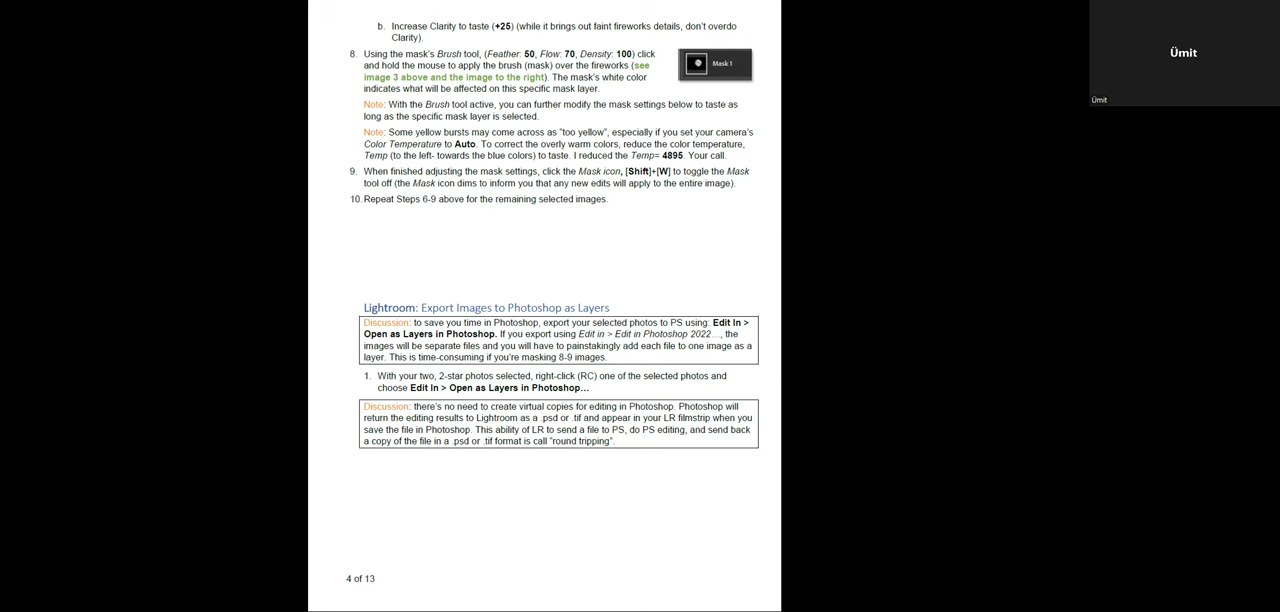 b. Increase Clarity to taste (+25) (while it brings out faint fireworks details, don't overdo
Clarity).
8. Using the mask's Brush tool, (Feather: 50, Flow: 70, Density: 100) click
and hold the mouse to apply the brush (mask) over the fireworks (see
image 3 above and the image to the right). The mask's white color
indicates what will be affected on this specific mask layer.
Mask 1
Note: With the Brush tool active, you can further modify the mask settings below to taste as
long as the specific mask layer is selected.
Note: Some yellow bursts may come across as "too yellow", especially if you set your camera's
Color Temperature to Auto. To correct the overly warm colors, reduce the color temperature,
Temp (to the left- towards the blue colors) to taste. I reduced the Temp= 4895. Your call.
9. When finished adjusting the mask settings, click the Mask icon, [Shift]+[W] to toggle the Mask
tool off (the Mask icon dims to inform you that any new edits will apply to the entire image).
10. Repeat Steps 6-9 above for the remaining selected images.
Lightroom: Export Images to Photoshop as Layers
Discussion: to save you time in Photoshop, export your selected photos to PS using: Edit In >
Open as Layers in Photoshop. If you export using Edit in > Edit in Photoshop 2022…, the
images will be separate files and you will have to painstakingly add each file to one image as a
layer. This is time-consuming if you're masking 8-9 images.
1. With your two, 2-star photos selected, right-click (RC) one of the selected photos and
choose Edit In > Open as Layers in Photoshop…
Discussion: there's no need to create virtual copies for editing in Photoshop. Photoshop will
return the editing results to Lightroom as a .psd or .tif and appear in your LR filmstrip when you
save the file in Photoshop. This ability of LR to send a file to PS, do PS editing, and send back
a copy of the file in a .psd or .tif format is call "round tripping".
4 of 13
Ümit
Ümit